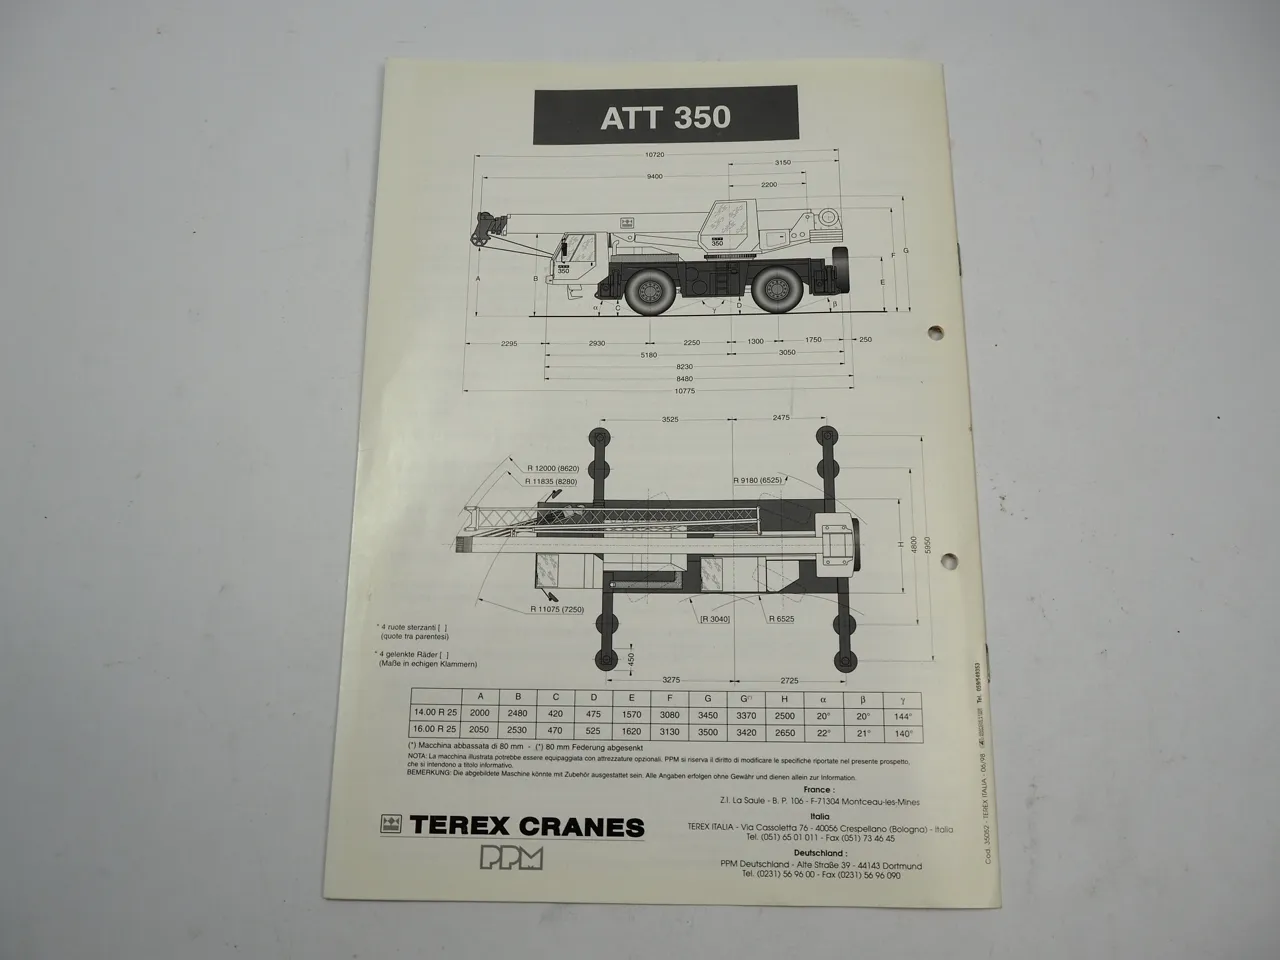 ATT 350
10720
3150
9400
2200
350
350
A
B
α
C
γ
D
β
E
F
G
2295
2930
2250
1300
1750
250
5180
3050
8230
8480
10775
3525
2475
R 12000 (8620)
R 11835 (8280)
R 9180 (6525)
H
4800
5950
R 11075 (7250)
[R 3040]
R 6525
* 4 ruote sterzanti [ ]
(quote tra parentesi)
* 4 gelenkte Räder [ ]
(Maße in echigen Klammern)
450
3275
2725
A B C D E F G G(*) H α β γ
14.00 R 25 2000 2480 420 475 1570 3080 3450 3370 2500 20° 20° 144°
16.00 R 25 2050 2530 470 525 1620 3130 3500 3420 2650 22° 21° 140°
(*) Macchina abbassata di 80 mm - (*) 80 mm Federung abgesenkt
NOTA: La macchina illustrata potrebbe essere equipaggiata con attrezzature opzionali. PPM si riserva il diritto di modificare le specifiche riportate nel presente prospetto,
che si intendono a titolo informativo.
BEMERKUNG: Die abgebildete Maschine könnte mit Zubehör ausgestattet sein. Alle Angaben erfolgen ohne Gewähr und dienen allein zur Information.
TEREX CRANES
PPM
France :
Z.I. La Saule - B. P. 106 - F-71304 Montceau-les-Mines
Italia
TEREX ITALIA - Via Cassoletta 76 - 40056 Crespellano (Bologna) - Italia
Tel. (051) 65 01 011 - Fax (051) 73 46 45
Deutschland :
PPM Deutschland - Alte Straße 39 - 44143 Dortmund
Tel. (0231) 56 96 00 - Fax (0231) 56 96 090
Cod. 35052 - TEREX ITALIA - 06/98 Tel. 059/549353